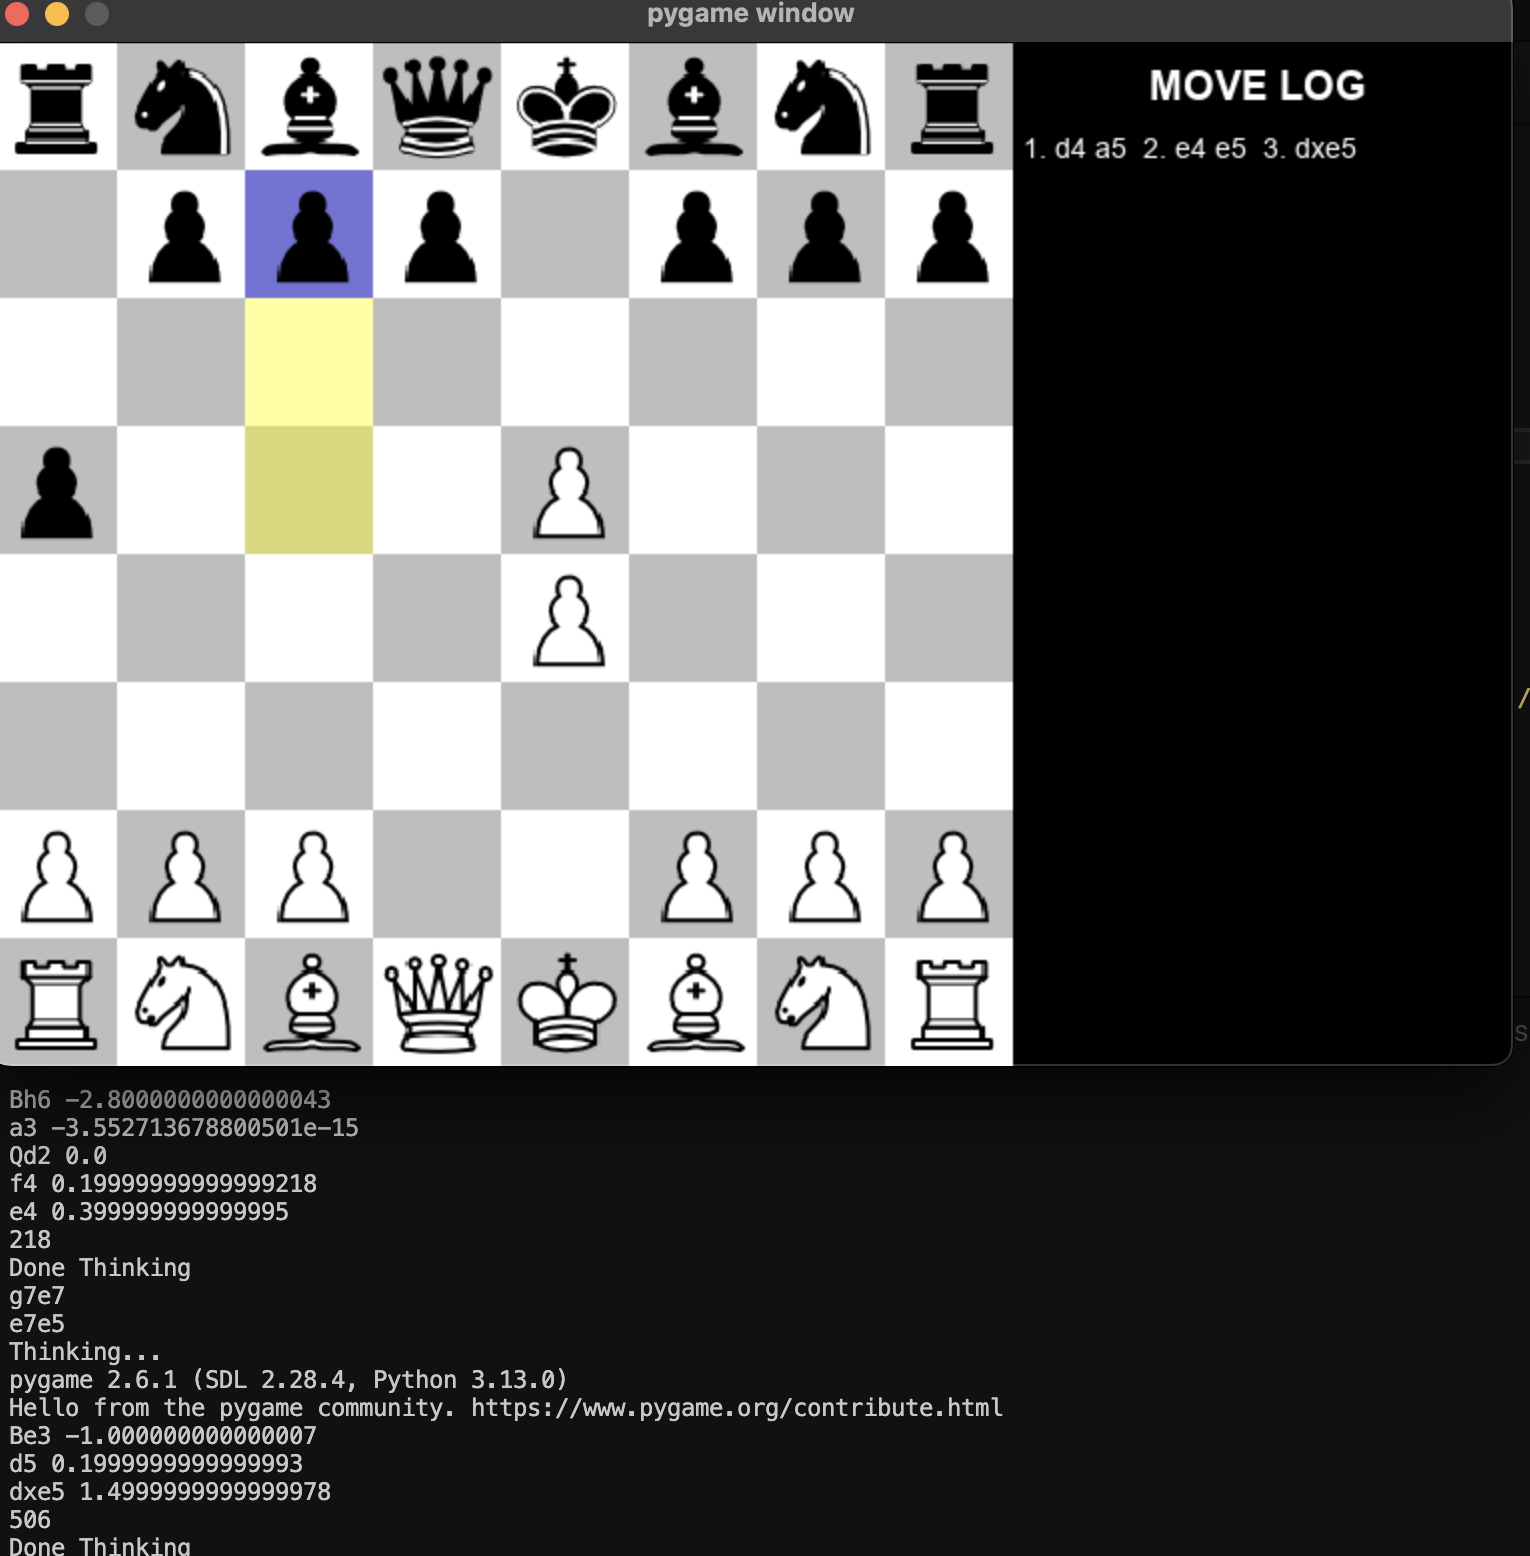 pygame window
MOVE LOG
1. d4 a5  2. e4 e5  3. dxe5
/
s
Bh6 -2.8000000000000043
a3 -3.552713678800501e-15
Qd2 0.0
f4 0.19999999999999218
e4 0.399999999999995
218
Done Thinking
g7e7
e7e5
Thinking...
pygame 2.6.1 (SDL 2.28.4, Python 3.13.0)
Hello from the pygame community. https://www.pygame.org/contribute.html
Be3 -1.000000000000007
d5 0.1999999999999993
dxe5 1.4999999999999978
506
Done Thinking